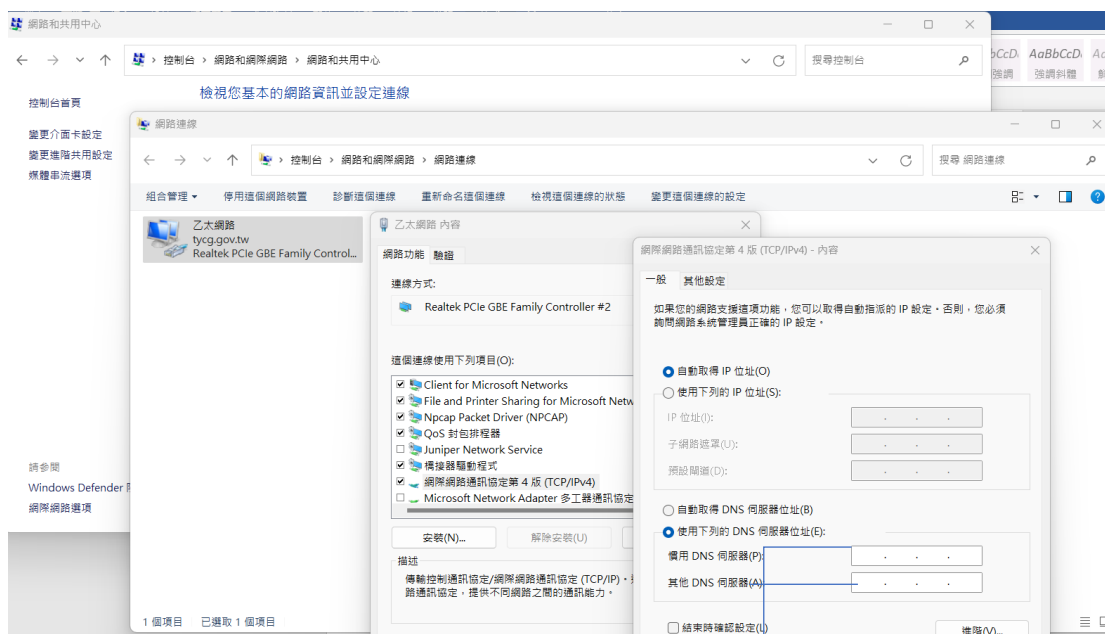 網路和共用中心
控制台 › 網路和網際網路 › 網路和共用中心
搜尋控制台
檢視您基本的網路資訊並設定連線
控制台首頁
變更介面卡設定
變更進階共用設定
媒體串流選項
請參閱
Windows Defender
網際網路選項
AaBbCcD
強調
強調斜體
網路連線
控制台 › 網路和網際網路 › 網路連線
搜尋 網路連線
組合管理 停用這個網路裝置 診斷這個連線 重新命名這個連線 檢視這個連線的狀態 變更這個連線的設定
乙太網路
tycg.gov.tw
Realtek PCIe GBE Family Control...
1 個項目 已選取 1 個項目
乙太網路 內容
網路功能 驗證
連線方式:
Realtek PCIe GBE Family Controller #2
這個連線使用下列項目(O):
Client for Microsoft Networks
File and Printer Sharing for Microsoft Netw
Npcap Packet Driver (NPCAP)
QoS 封包排程器
Juniper Network Service
橋接器驅動程式
網際網路通訊協定第 4 版 (TCP/IPv4)
Microsoft Network Adapter 多工器通訊協定
安裝(N)... 解除安裝(U)
描述
傳輸控制通訊協定/網際網路通訊協定 (TCP/IP)。
路通訊協定，提供不同網路之間的通訊能力。
網際網路通訊協定第 4 版 (TCP/IPv4) - 內容
一般 其他設定
如果您的網路支援這項功能，您可以取得自動指派的 IP 設定。否則，您必須
詢問網路系統管理員正確的 IP 設定。
自動取得 IP 位址(O)
使用下列的 IP 位址(S):
IP 位址(I):
子網路遮罩(U):
預設閘道(D):
自動取得 DNS 伺服器位址(B)
使用下列的 DNS 伺服器位址(E):
慣用 DNS 伺服器(P):
其他 DNS 伺服器(A):
結束時確認設定(L)
進階(V)...